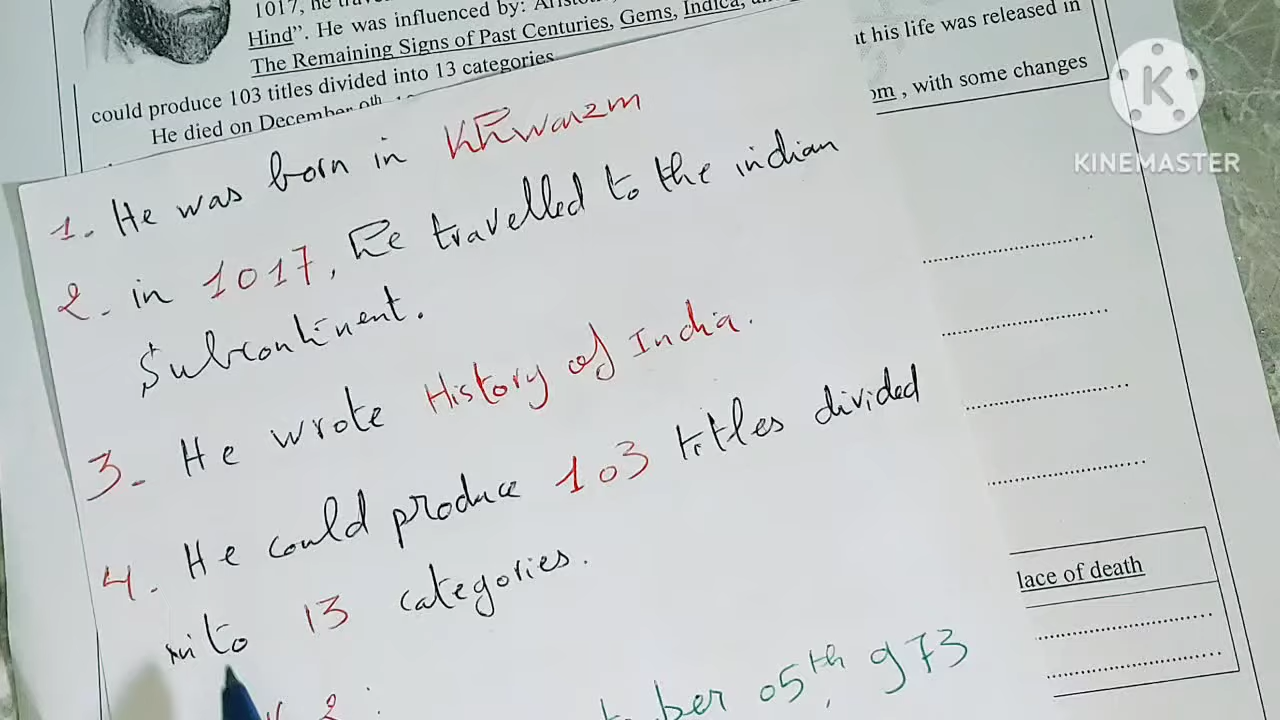 1017, he
Hind". He was influenced by:
The Remaining Signs of Past Centuries, Gems, Indica,
could produce 103 titles divided into 13 categories
He died on December
at his life was released in
om , with some changes
KINEMASTER
1. He was born in Khwarzm
2. in 1017, he travelled to the indian
Subcontinent.
3. He wrote History of India.
4. He could produce 103 titles divided
into 13 categories.
05th, 973
lace of death